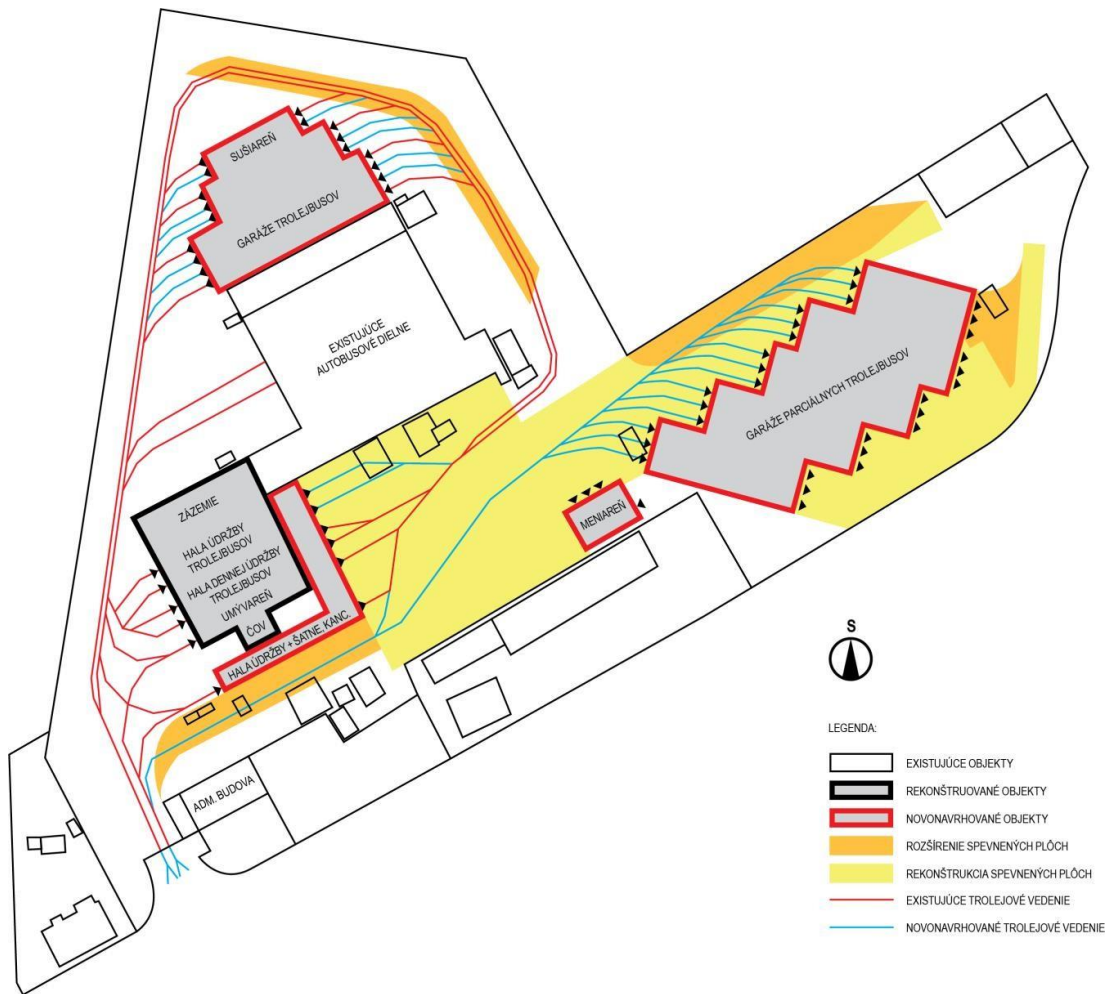 SUŠIAREŇ
GARÁŽE TROLEJBUSOV
EXISTUJÚCE
AUTOBUSOVÉ DIELNE
GARÁŽE PARCIÁLNYCH TROLEJBUSOV
MENIAREŇ
ZÁZEMIE
HALA ÚDRŽBY
TROLEJBUSOV
HALA DENNEJ ÚDRŽBY
TROLEJBUSOV
UMÝVAREŇ
ČOV
HALA ÚDRŽBY + ŠATNE, KANC.
ADM. BUDOVA
S
LEGENDA:
EXISTUJÚCE OBJEKTY
REKONŠTRUOVANÉ OBJEKTY
NOVONAVRHOVANÉ OBJEKTY
ROZŠÍRENIE SPEVNENÝCH PLÔCH
REKONŠTRUKCIA SPEVNENÝCH PLÔCH
EXISTUJÚCE TROLEJOVÉ VEDENIE
NOVONAVRHOVANÉ TROLEJOVÉ VEDENIE